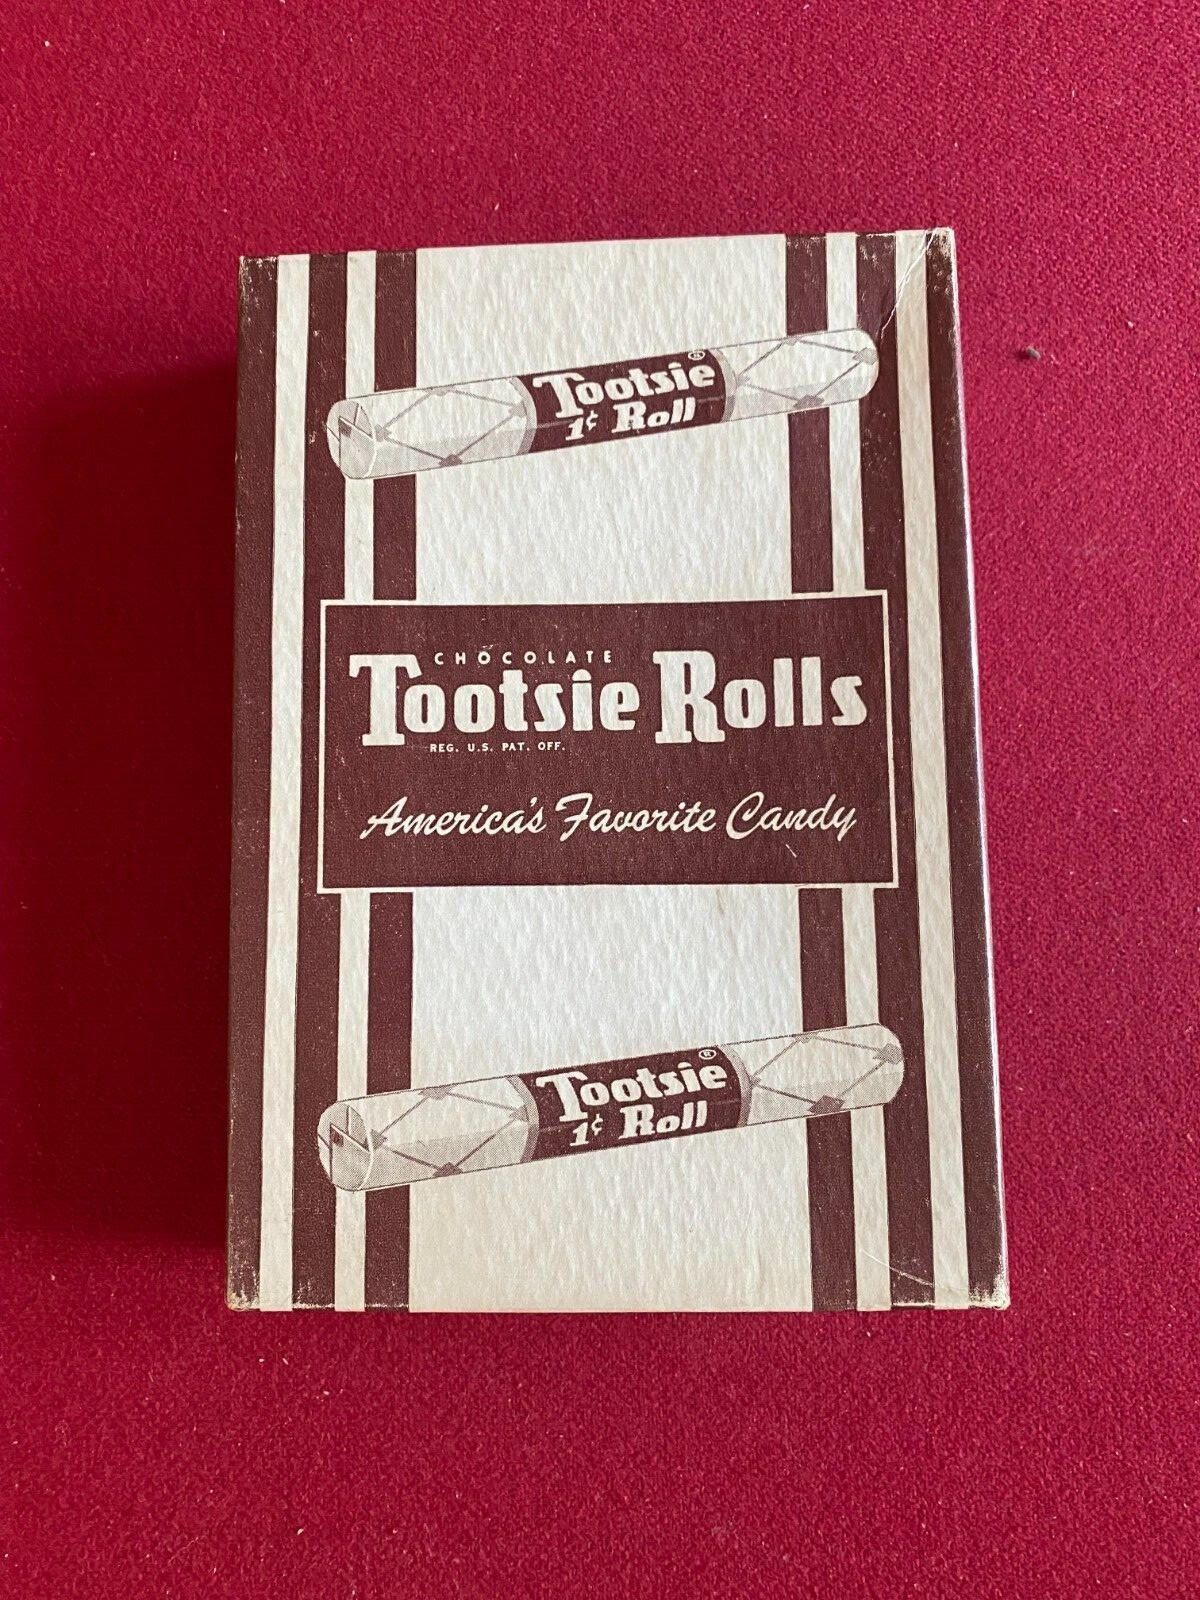 Tootsie ®
1¢ Roll
CHOCOLATE
Tootsie Rolls
REG. U.S. PAT. OFF.
America's Favorite Candy
Tootsie ®
1¢ Roll